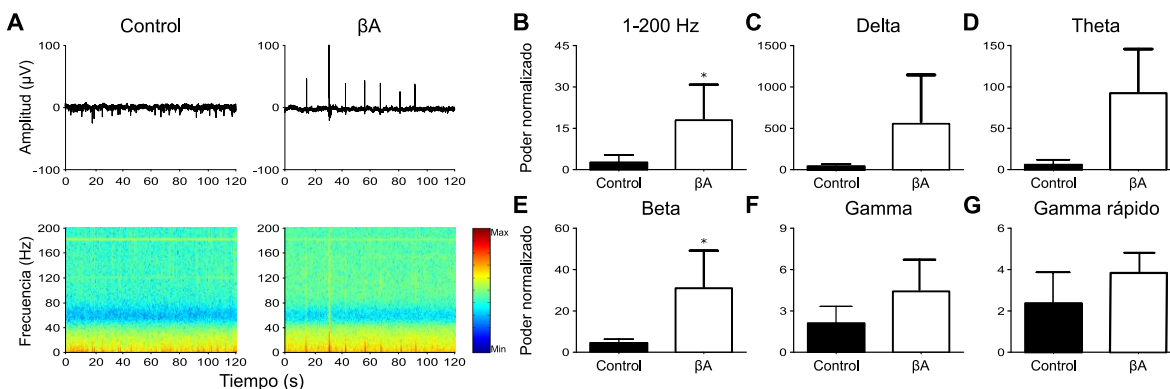 A
Control
βA
Amplitud (μV)
100
0
-100
100
0
-100
0 20 40 60 80 100 120
0 20 40 60 80 100 120
Frecuencia (Hz)
200
160
120
80
40
0
200
160
120
80
40
0
Max
Min
0 20 40 60 80 100 120
0 20 40 60 80 100 120
Tiempo (s)
B
1-200 Hz
Poder normalizado
45
30
15
0
*
Control βA
C
Delta
1500
1000
500
0
Control βA
D
Theta
150
100
50
0
Control βA
E
Beta
Poder normalizado
60
40
20
0
*
Control βA
F
Gamma
9
6
3
0
Control βA
G
Gamma rápido
6
4
2
0
Control βA